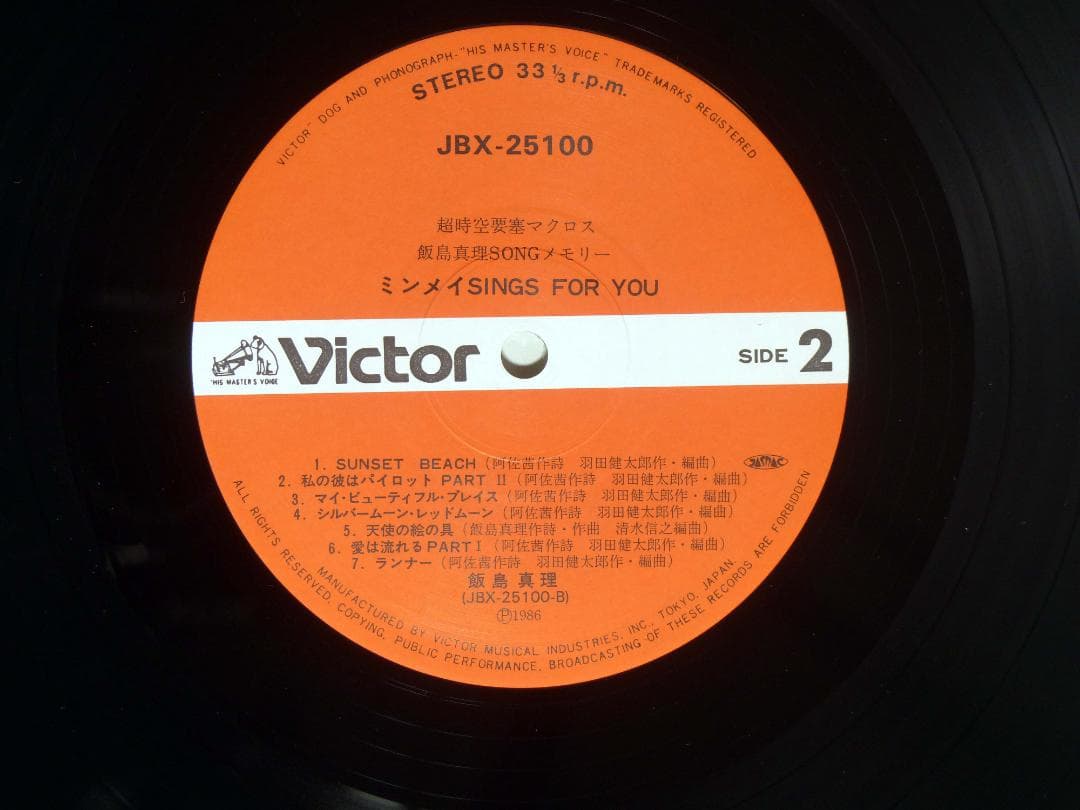 VICTOR" DOG AND PHONOGRAPH-"HIS MASTER'S VOICE" TRADEMARKS REGISTERED
STEREO 33 1/3 r.p.m.
JBX-25100
超時空要塞マクロス
飯島真理SONGメモリー
ミンメイSINGS FOR YOU
"HIS MASTER'S VOICE"
Victor
SIDE 2
1. SUNSET BEACH (阿佐茜作詩 羽田健太郎作・編曲)
JASRAC
2. 私の彼はパイロット PART II (阿佐茜作詩 羽田健太郎作・編曲)
3. マイ・ビューティフル・プレイス (阿佐茜作詩 羽田健太郎作・編曲)
4. シルバームーン・レッドムーン (阿佐茜作詩 羽田健太郎作・編曲)
5. 天使の絵の具 (飯島真理作詩・作曲 清水信之編曲)
6. 愛は流れる PART I (阿佐茜作詩 羽田健太郎作・編曲)
7. ランナー (阿佐茜作詩 羽田健太郎作・編曲)
飯島真理
(JBX-25100-B)
Ⓟ1986
MANUFACTURED BY VICTOR MUSICAL INDUSTRIES, INC., TOKYO, JAPAN.
ALL RIGHTS RESERVED. COPYING, PUBLIC PERFORMANCE, BROADCASTING OF THESE RECORDS ARE FORBIDDEN